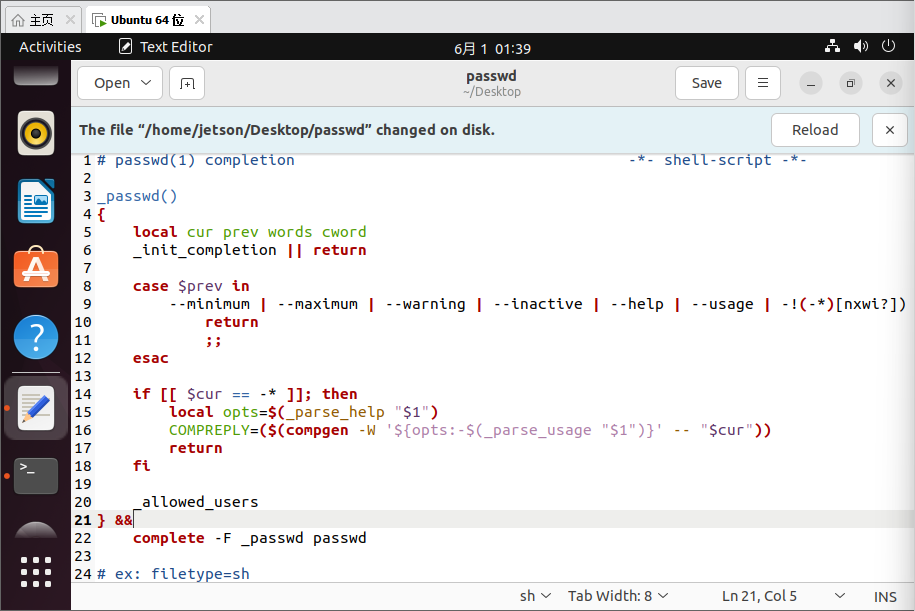 主页
Ubuntu 64 位
Activities
Text Editor
6月 1 01:39
Open
passwd
~/Desktop
Save
The file “/home/jetson/Desktop/passwd” changed on disk.
Reload
1 # passwd(1) completion                                     -*- shell-script -*-
2
3 _passwd()
4 {
5     local cur prev words cword
6     _init_completion || return
7
8     case $prev in
9         --minimum | --maximum | --warning | --inactive | --help | --usage | -!(-*)[nxwi?])
10             return
11             ;;
12     esac
13
14     if [[ $cur == -* ]]; then
15         local opts=$(_parse_help "$1")
16         COMPREPLY=($(compgen -W '${opts:-$(_parse_usage "$1")}' -- "$cur"))
17         return
18     fi
19
20     _allowed_users
21 } &&
22     complete -F _passwd passwd
23
24 # ex: filetype=sh
sh
Tab Width: 8
Ln 21, Col 5
INS